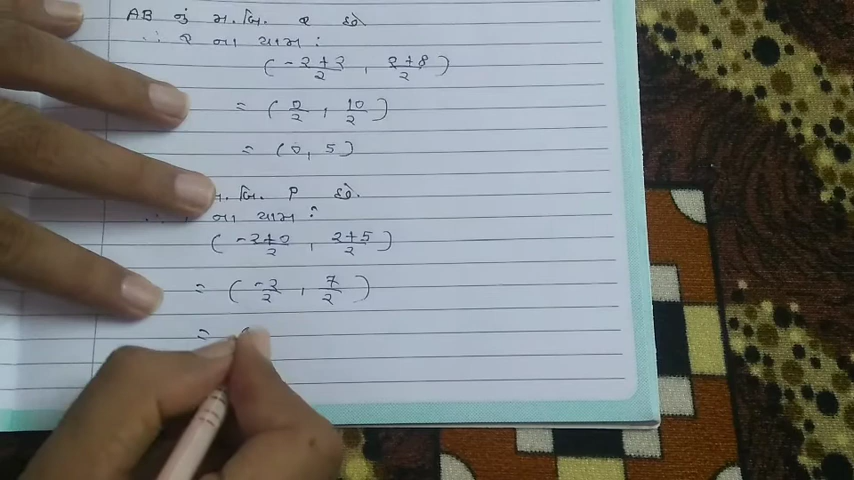 AB નું મ. બિ. Q છે
∴ Q ના યામ :
( -2+2/2 , 2+8/2 )
= ( 0/2 , 10/2 )
= (0, 5)
મ. બિ. P છે.
∴ ના યામ :
( -2+0/2 , 2+5/2 )
= ( -2/2 , 7/2 )
= (